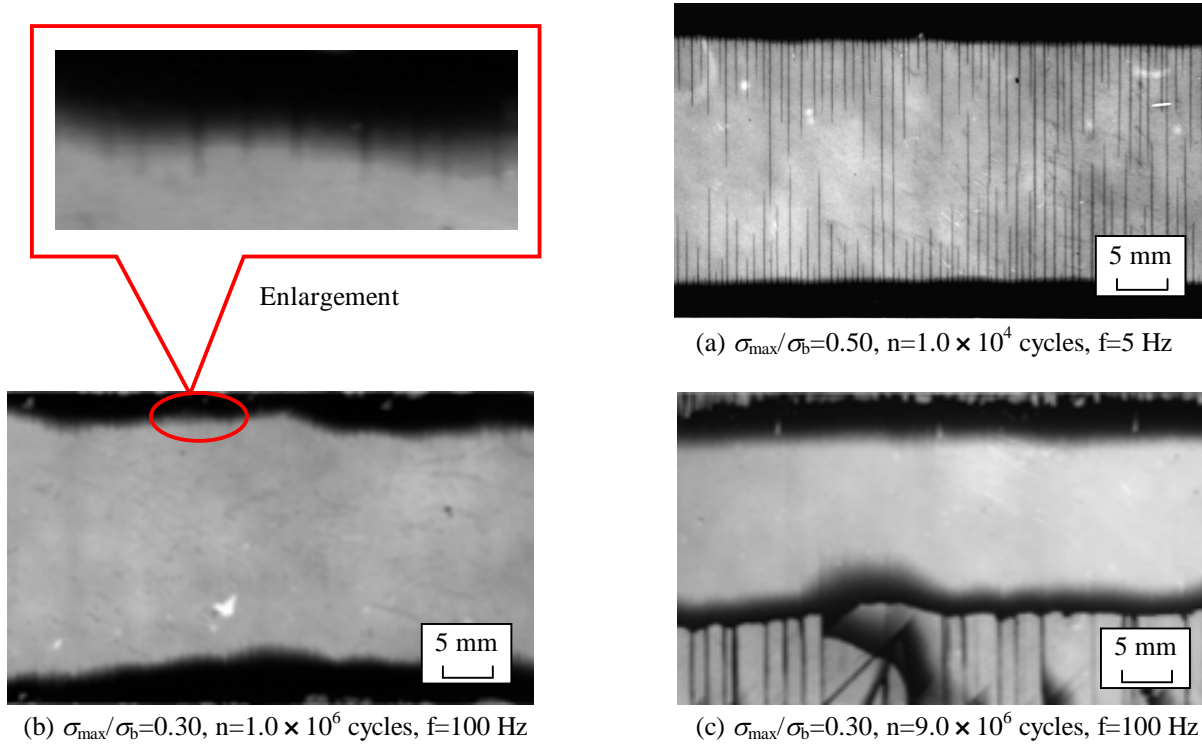 Enlargement
5 mm
(a) σmax/σb=0.50, n=1.0 × 10⁴ cycles, f=5 Hz
5 mm
(b) σmax/σb=0.30, n=1.0 × 10⁶ cycles, f=100 Hz
5 mm
(c) σmax/σb=0.30, n=9.0 × 10⁶ cycles, f=100 Hz